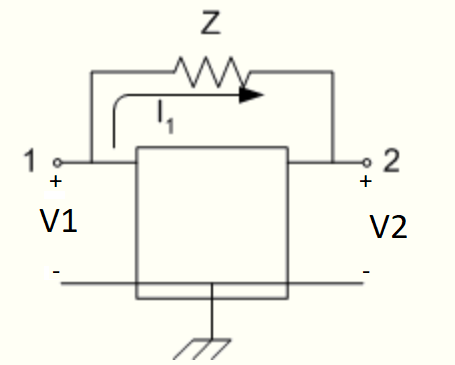 Z
I1
1 2
+ +
V1 V2
- -